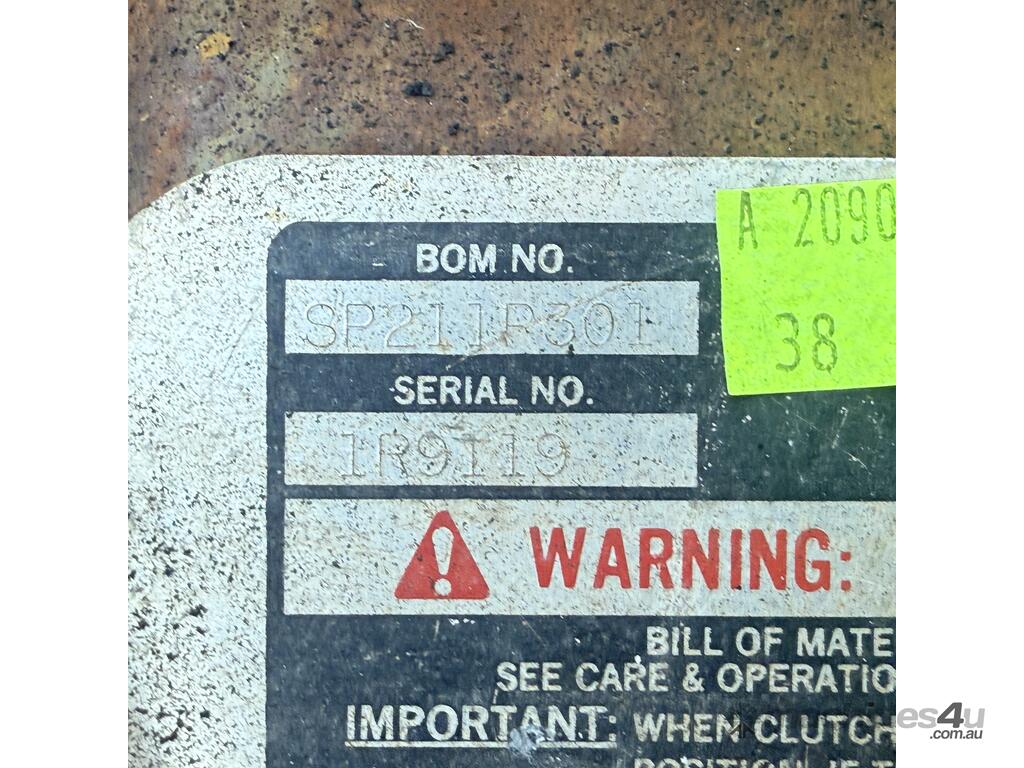 BOM NO.
SP211P301
SERIAL NO.
1R9119
A 2090
38
WARNING:
BILL OF MATE
SEE CARE & OPERATIO
IMPORTANT: WHEN CLUTCH
es4u
.com.au